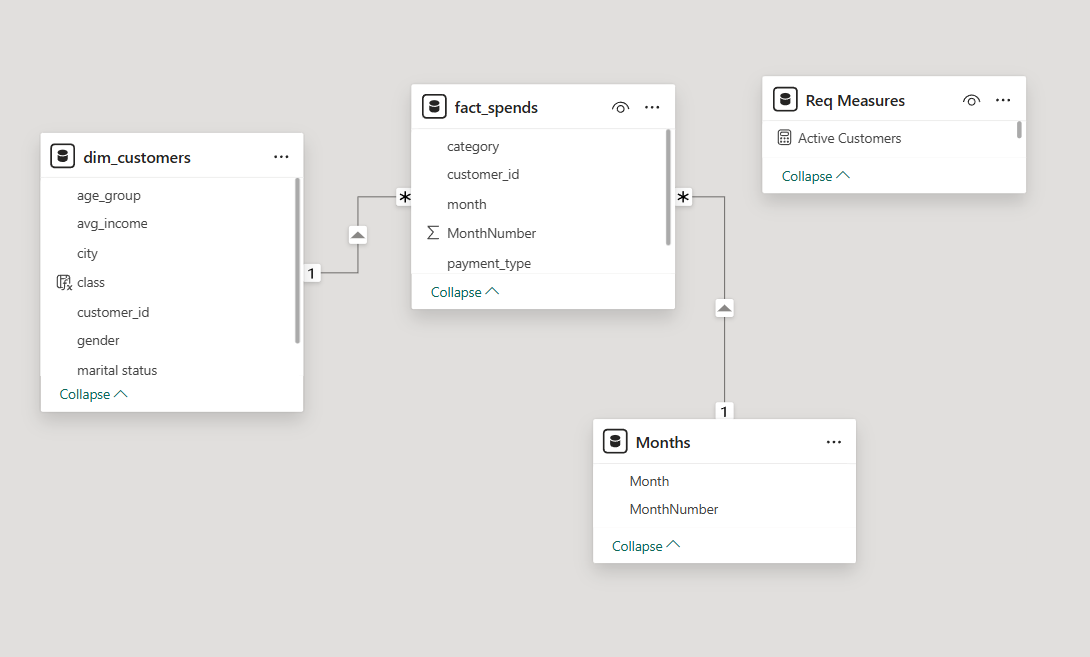 dim_customers
age_group
avg_income
city
class
customer_id
gender
marital status
Collapse
1
*
fact_spends
category
customer_id
month
MonthNumber
payment_type
Collapse
*
1
Req Measures
Active Customers
Collapse
Months
Month
MonthNumber
Collapse